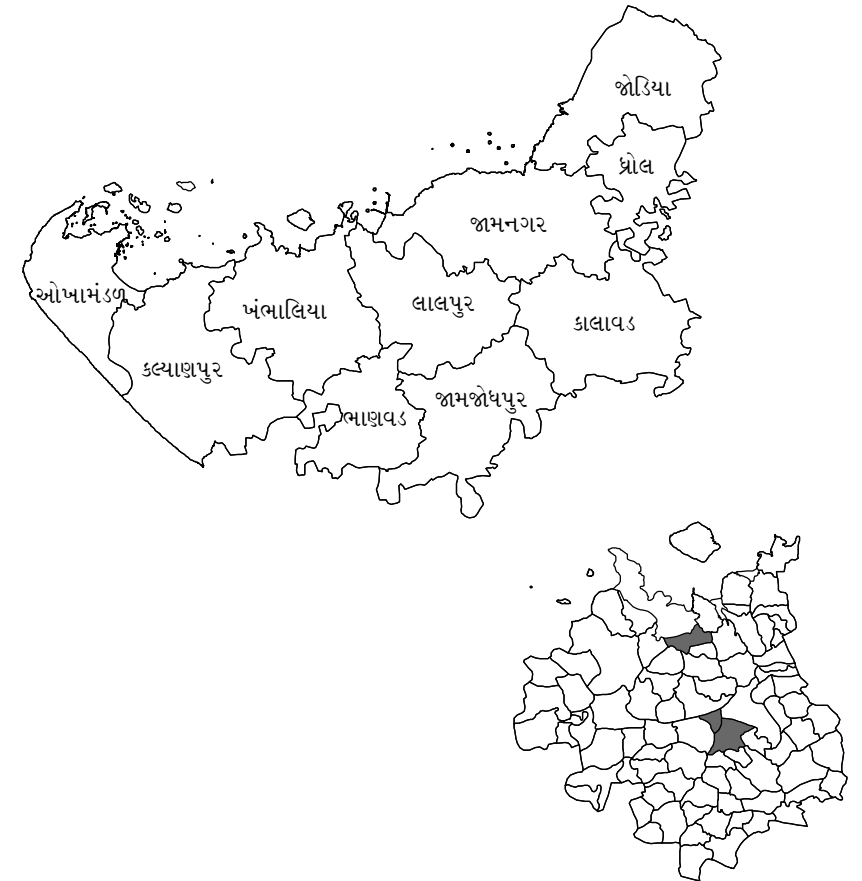 જોડિયા
ધ્રોલ
જામનગર
ઓખામંડળ
ખંભાલિયા
લાલપુર
કાલાવડ
કલ્યાણપુર
ભાણવડ
જામજોધપુર